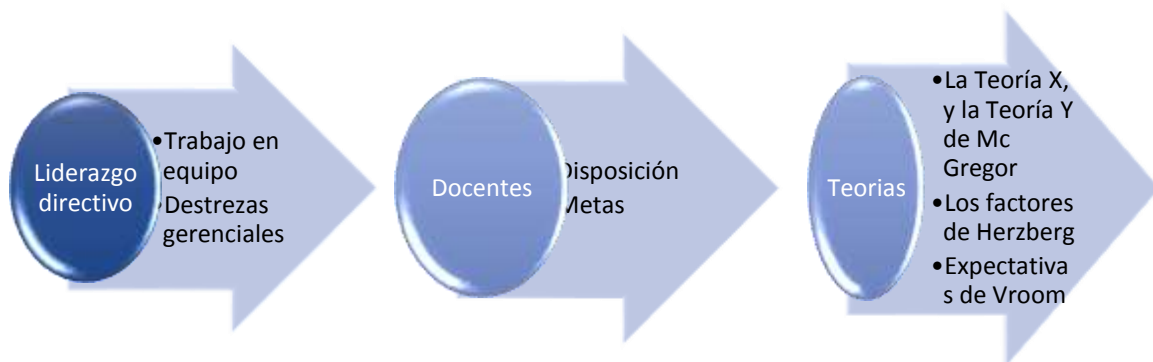 Liderazgo
directivo
•Trabajo en
equipo
•Destrezas
gerenciales
Docentes
Disposición
Metas
Teorias
•La Teoría X,
y la Teoría Y
de Mc
Gregor
•Los factores
de Herzberg
•Expectativa
s de Vroom